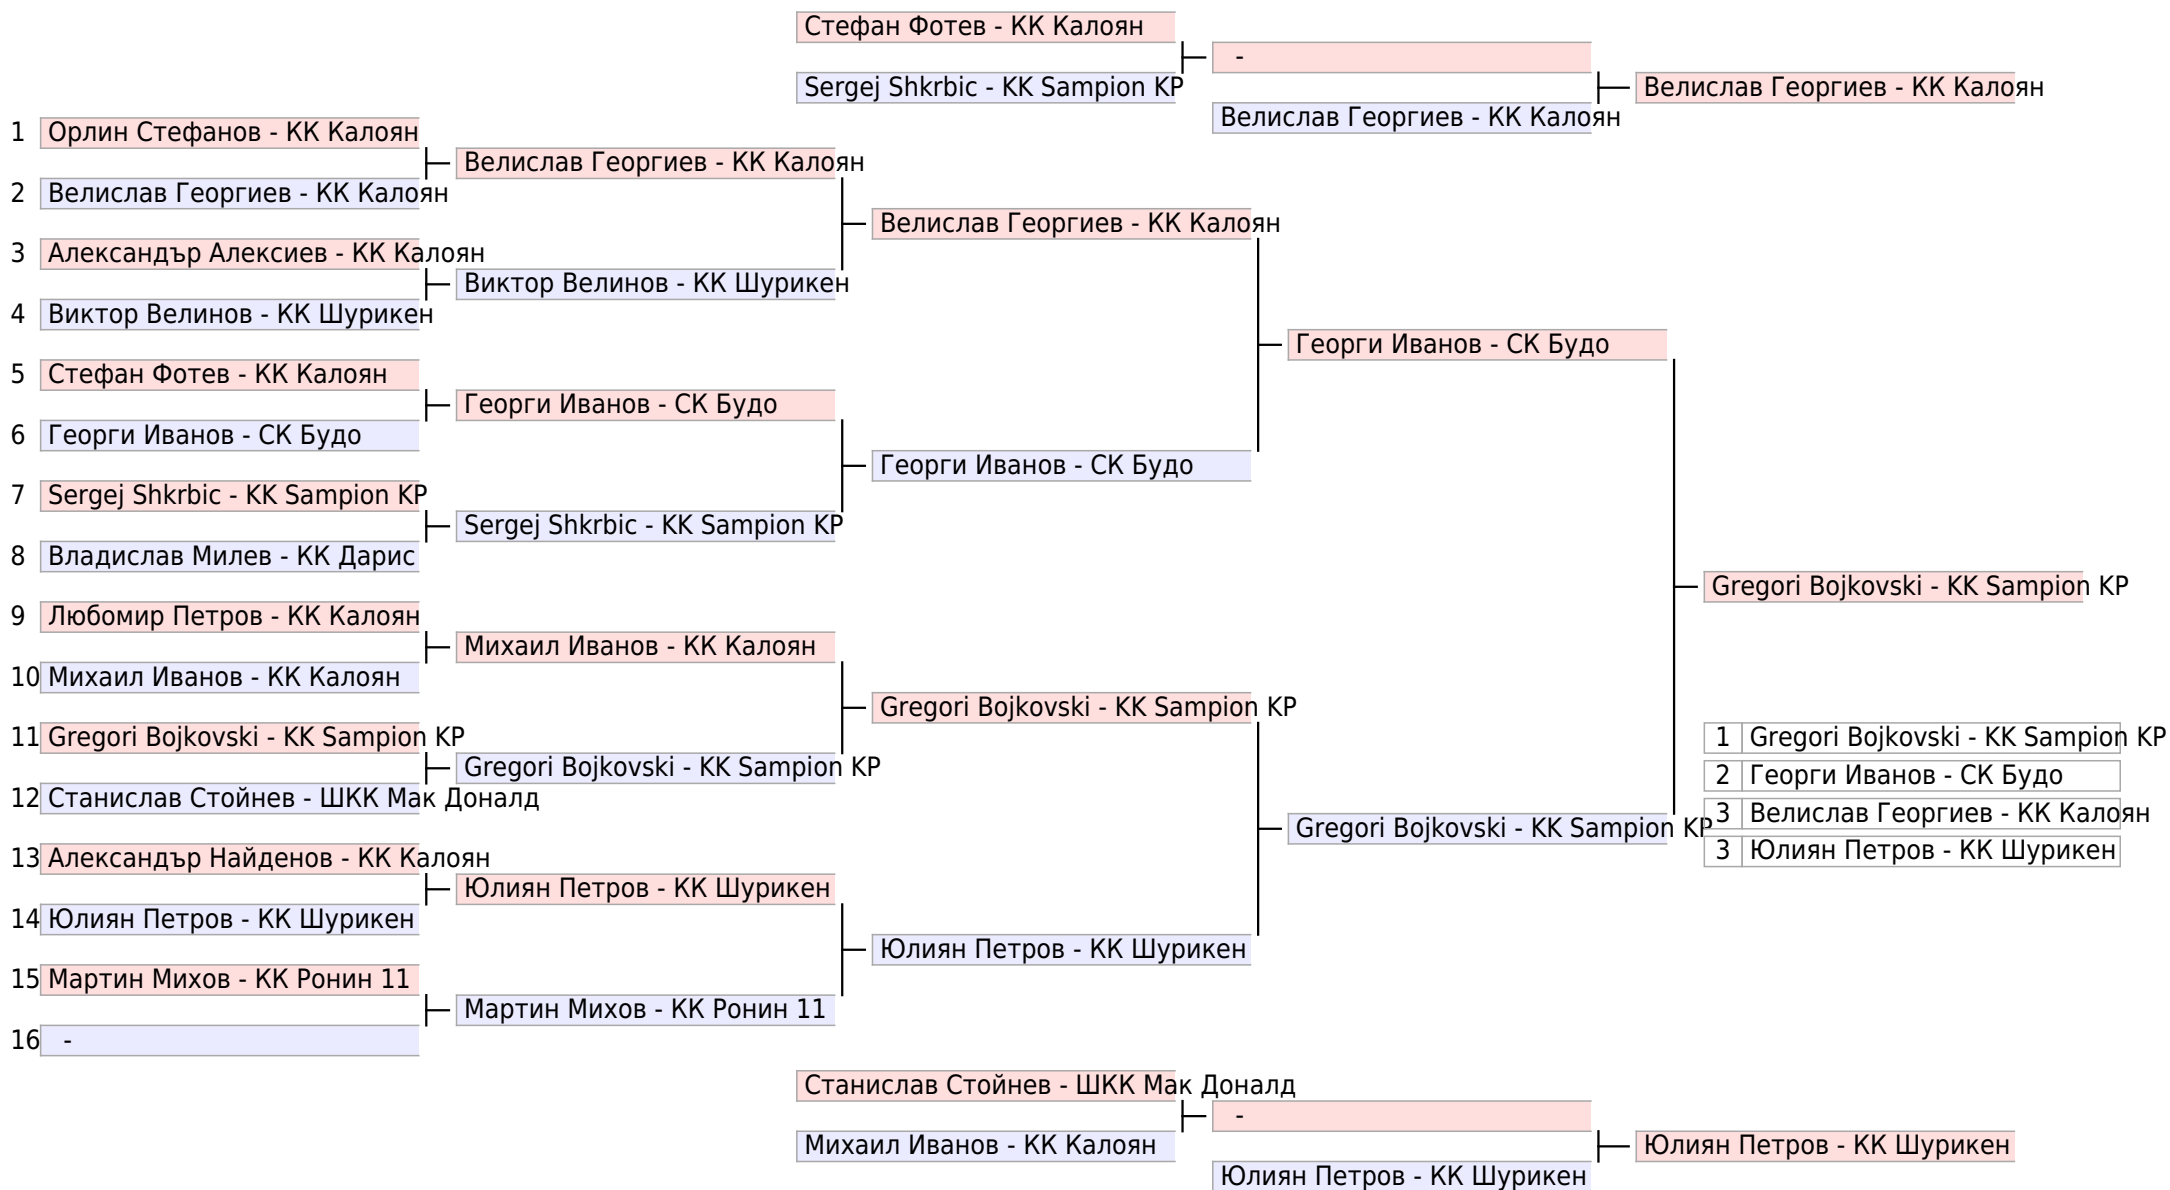 Стефан Фотев - КК Калоян
-
Sergej Shkrbic - KK Sampion KP
Велислав Георгиев - КК Калоян
Велислав Георгиев - КК Калоян
1 Орлин Стефанов - КК Калоян
Велислав Георгиев - КК Калоян
2 Велислав Георгиев - КК Калоян
Велислав Георгиев - КК Калоян
3 Александър Алексиев - КК Калоян
Виктор Велинов - КК Шурикен
4 Виктор Велинов - КК Шурикен
Георги Иванов - СК Будо
5 Стефан Фотев - КК Калоян
Георги Иванов - СК Будо
6 Георги Иванов - СК Будо
Георги Иванов - СК Будо
7 Sergej Shkrbic - KK Sampion KP
Sergej Shkrbic - KK Sampion KP
8 Владислав Милев - КК Дарис
Gregori Bojkovski - KK Sampion KP
9 Любомир Петров - КК Калоян
Михаил Иванов - КК Калоян
10 Михаил Иванов - КК Калоян
Gregori Bojkovski - KK Sampion KP
11 Gregori Bojkovski - KK Sampion KP
1 Gregori Bojkovski - KK Sampion KP
Gregori Bojkovski - KK Sampion KP
2 Георги Иванов - СК Будо
12 Станислав Стойнев - ШКК Мак Доналд
3 Велислав Георгиев - КК Калоян
Gregori Bojkovski - KK Sampion KP
3 Юлиян Петров - КК Шурикен
13 Александър Найденов - КК Калоян
Юлиян Петров - КК Шурикен
14 Юлиян Петров - КК Шурикен
Юлиян Петров - КК Шурикен
15 Мартин Михов - КК Ронин 11
Мартин Михов - КК Ронин 11
16 -
Станислав Стойнев - ШКК Мак Доналд
-
Михаил Иванов - КК Калоян
Юлиян Петров - КК Шурикен
Юлиян Петров - КК Шурикен